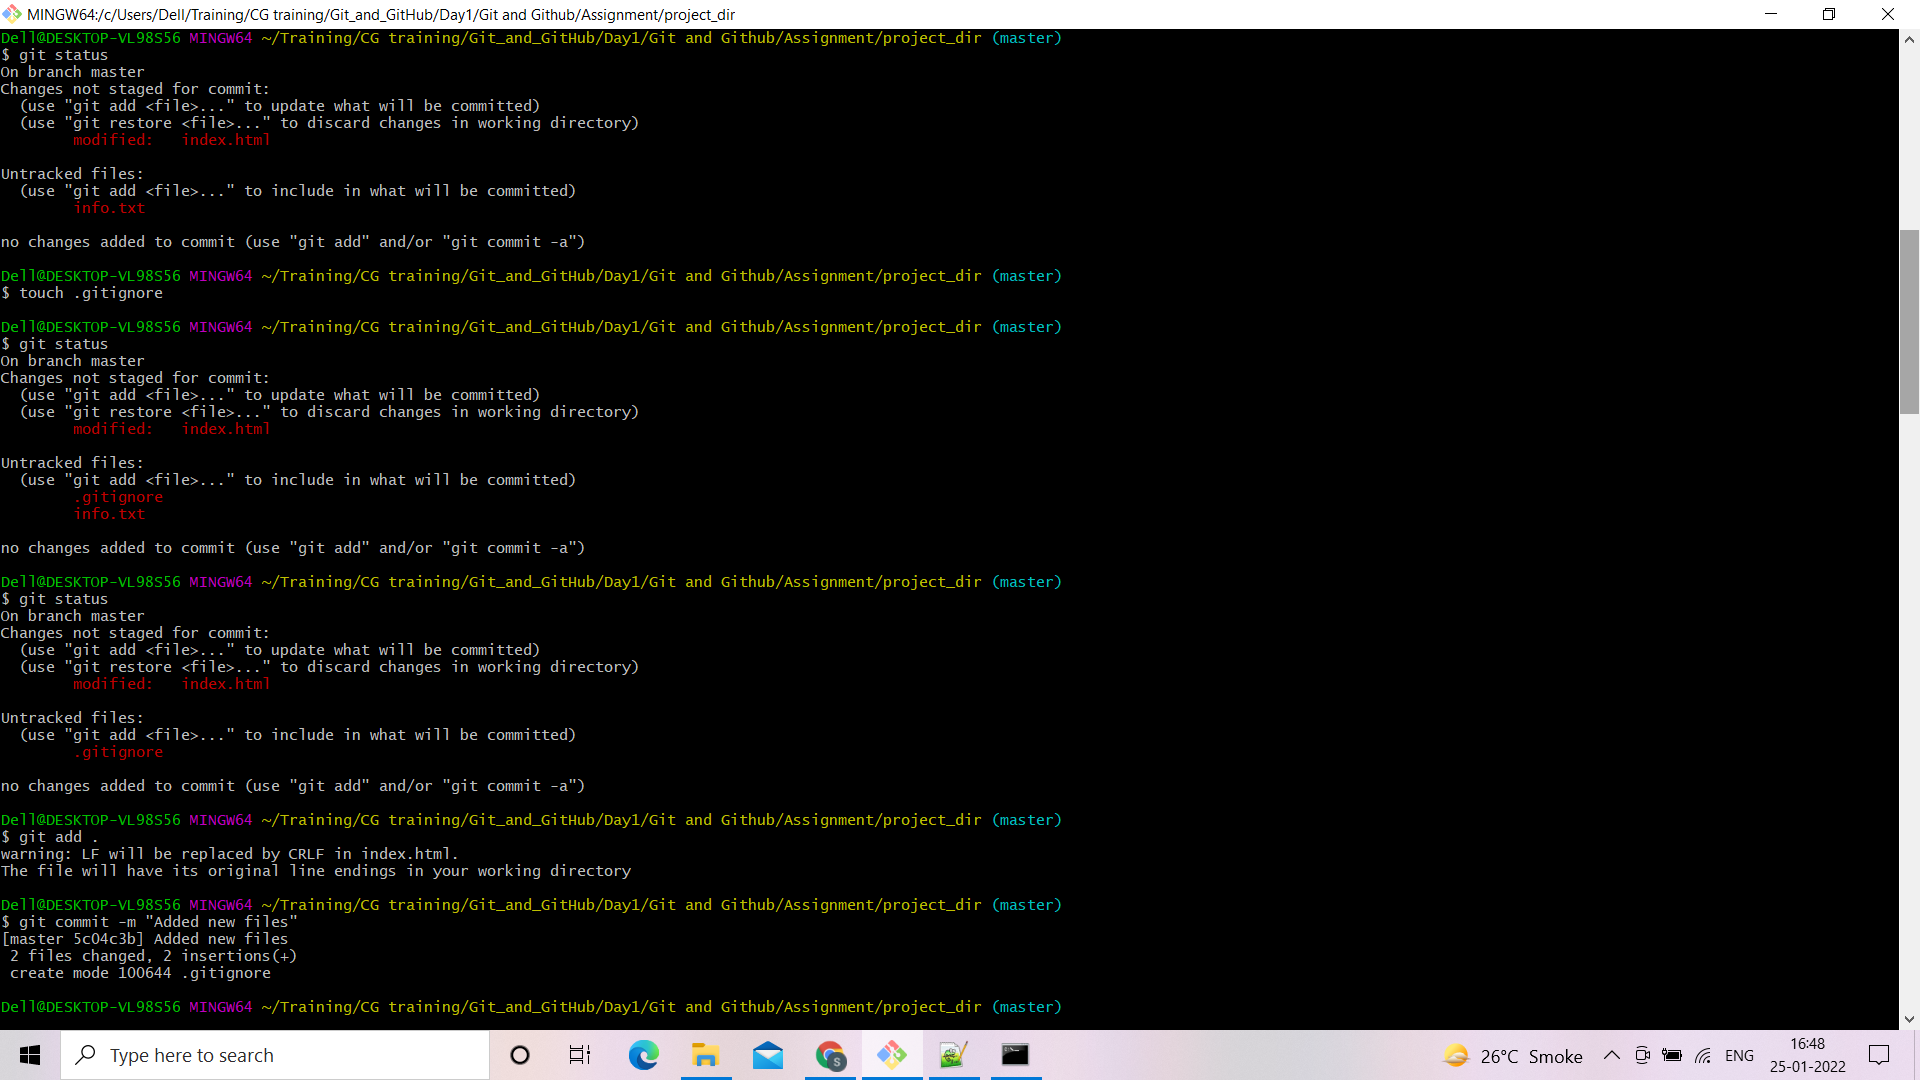 MINGW64:/c/Users/Dell/Training/CG training/Git_and_GitHub/Day1/Git and Github/Assignment/project_dir
Dell@DESKTOP-VL98S56 MINGW64 ~/Training/CG training/Git_and_GitHub/Day1/Git and Github/Assignment/project_dir (master)
$ git status
On branch master
Changes not staged for commit:
  (use "git add <file>..." to update what will be committed)
  (use "git restore <file>..." to discard changes in working directory)
        modified:   index.html

Untracked files:
  (use "git add <file>..." to include in what will be committed)
        info.txt

no changes added to commit (use "git add" and/or "git commit -a")

Dell@DESKTOP-VL98S56 MINGW64 ~/Training/CG training/Git_and_GitHub/Day1/Git and Github/Assignment/project_dir (master)
$ touch .gitignore

Dell@DESKTOP-VL98S56 MINGW64 ~/Training/CG training/Git_and_GitHub/Day1/Git and Github/Assignment/project_dir (master)
$ git status
On branch master
Changes not staged for commit:
  (use "git add <file>..." to update what will be committed)
  (use "git restore <file>..." to discard changes in working directory)
        modified:   index.html

Untracked files:
  (use "git add <file>..." to include in what will be committed)
        .gitignore
        info.txt

no changes added to commit (use "git add" and/or "git commit -a")

Dell@DESKTOP-VL98S56 MINGW64 ~/Training/CG training/Git_and_GitHub/Day1/Git and Github/Assignment/project_dir (master)
$ git status
On branch master
Changes not staged for commit:
  (use "git add <file>..." to update what will be committed)
  (use "git restore <file>..." to discard changes in working directory)
        modified:   index.html

Untracked files:
  (use "git add <file>..." to include in what will be committed)
        .gitignore

no changes added to commit (use "git add" and/or "git commit -a")

Dell@DESKTOP-VL98S56 MINGW64 ~/Training/CG training/Git_and_GitHub/Day1/Git and Github/Assignment/project_dir (master)
$ git add .
warning: LF will be replaced by CRLF in index.html.
The file will have its original line endings in your working directory

Dell@DESKTOP-VL98S56 MINGW64 ~/Training/CG training/Git_and_GitHub/Day1/Git and Github/Assignment/project_dir (master)
$ git commit -m "Added new files"
[master 5c04c3b] Added new files
 2 files changed, 2 insertions(+)
 create mode 100644 .gitignore

Dell@DESKTOP-VL98S56 MINGW64 ~/Training/CG training/Git_and_GitHub/Day1/Git and Github/Assignment/project_dir (master)
Type here to search
S
26°C Smoke
ENG
16:48
25-01-2022